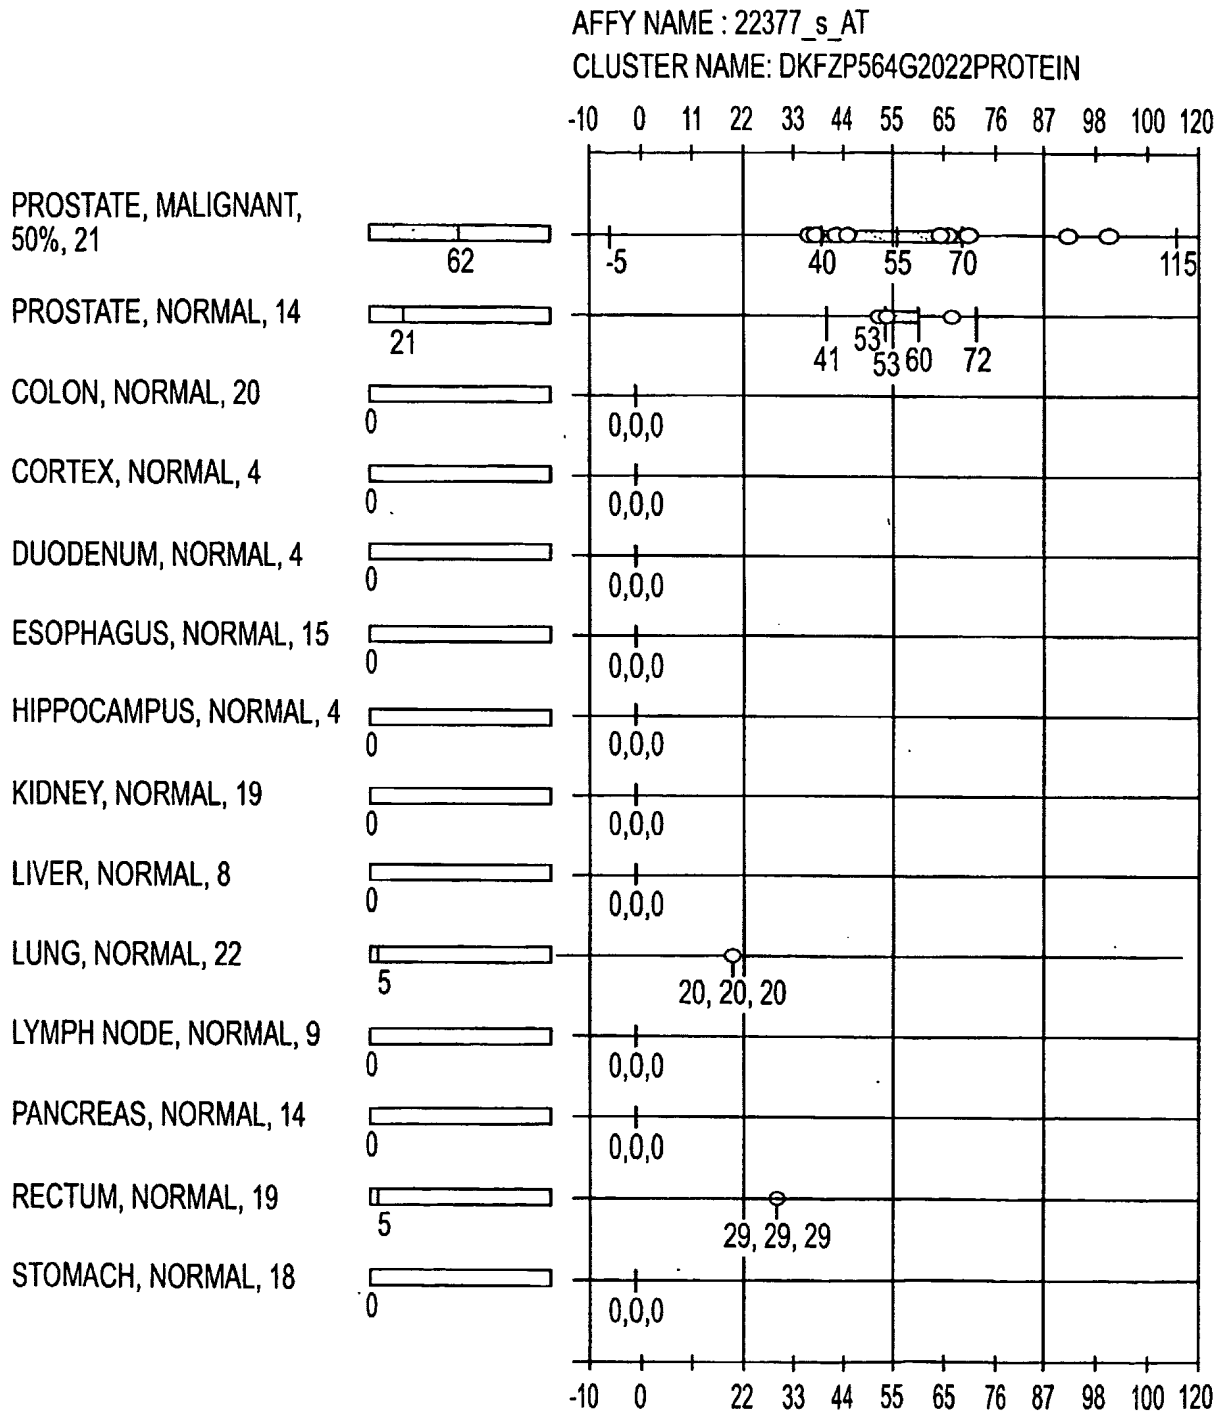 AFFY NAME : 22377_s_AT
CLUSTER NAME: DKFZP564G2022PROTEIN
-10 0 11 22 33 44 55 65 76 87 98 100 120
PROSTATE, MALIGNANT,
50%, 21
62
-5 40 55 70 115
PROSTATE, NORMAL, 14
21
41 53 53 60 72
COLON, NORMAL, 20
0
0,0,0
CORTEX, NORMAL, 4
0
0,0,0
DUODENUM, NORMAL, 4
0
0,0,0
ESOPHAGUS, NORMAL, 15
0
0,0,0
HIPPOCAMPUS, NORMAL, 4
0
0,0,0
KIDNEY, NORMAL, 19
0
0,0,0
LIVER, NORMAL, 8
0
0,0,0
LUNG, NORMAL, 22
5
20, 20, 20
LYMPH NODE, NORMAL, 9
0
0,0,0
PANCREAS, NORMAL, 14
0
0,0,0
RECTUM, NORMAL, 19
5
29, 29, 29
STOMACH, NORMAL, 18
0
0,0,0
-10 0 22 33 44 55 65 76 87 98 100 120